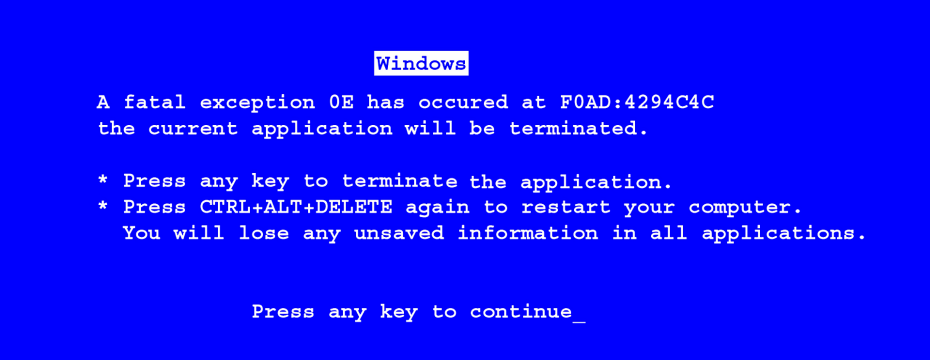 Windows
A fatal exception 0E has occured at F0AD:4294C4C
the current application will be terminated.
* Press any key to terminate the application.
* Press CTRL+ALT+DELETE again to restart your computer.
You will lose any unsaved information in all applications.
Press any key to continue_